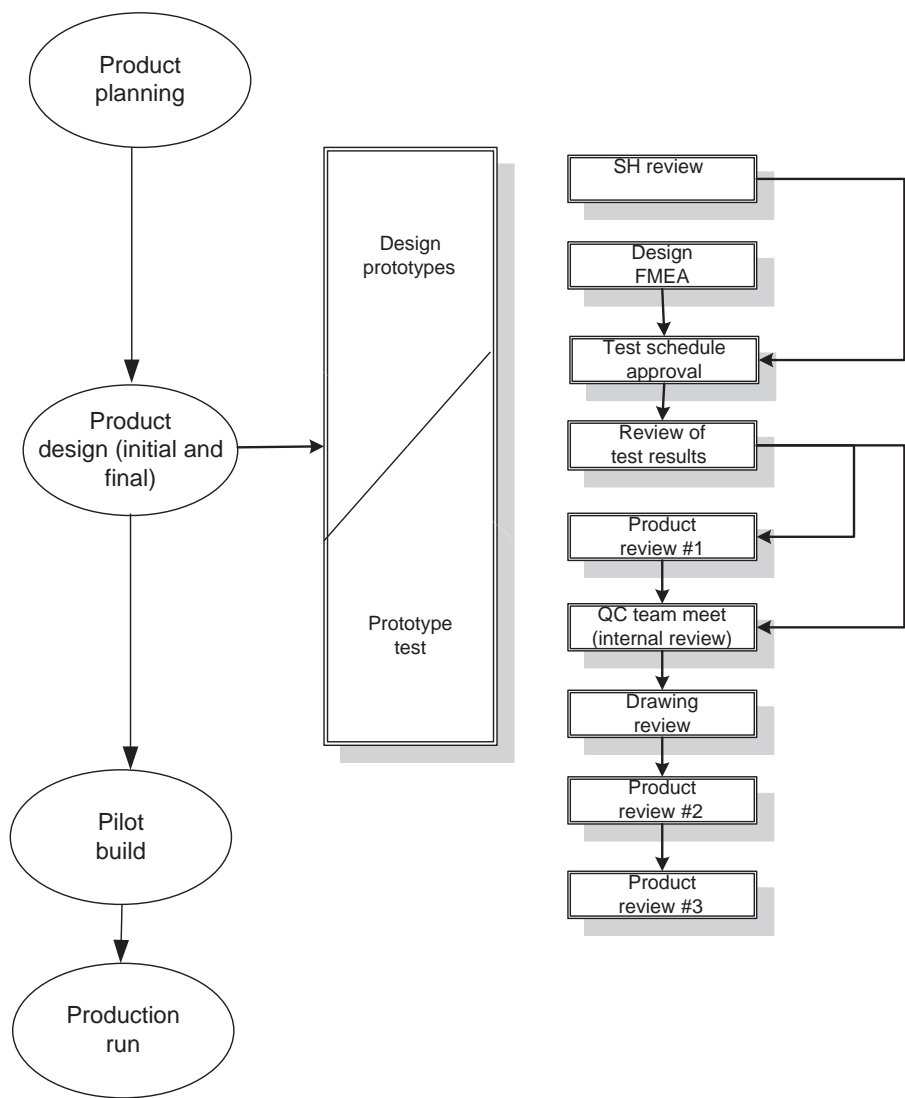 Product
planning
Product
design (initial and
final)
Pilot
build
Production
run
Design
prototypes
Prototype
test
SH review
Design
FMEA
Test schedule
approval
Review of
test results
Product
review #1
QC team meet
(internal review)
Drawing
review
Product
review #2
Product
review #3